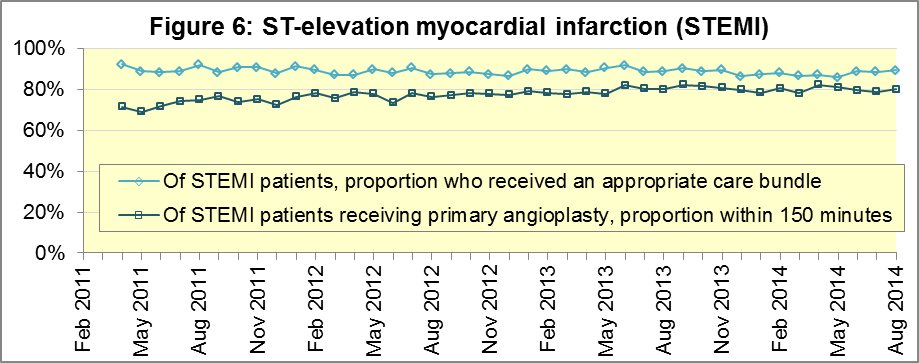 Figure 6: ST-elevation myocardial infarction (STEMI)
100%
80%
60%
40%
20%
0%
Of STEMI patients, proportion who received an appropriate care bundle
Of STEMI patients receiving primary angioplasty, proportion within 150 minutes
Feb 2011
May 2011
Aug 2011
Nov 2011
Feb 2012
May 2012
Aug 2012
Nov 2012
Feb 2013
May 2013
Aug 2013
Nov 2013
Feb 2014
May 2014
Aug 2014